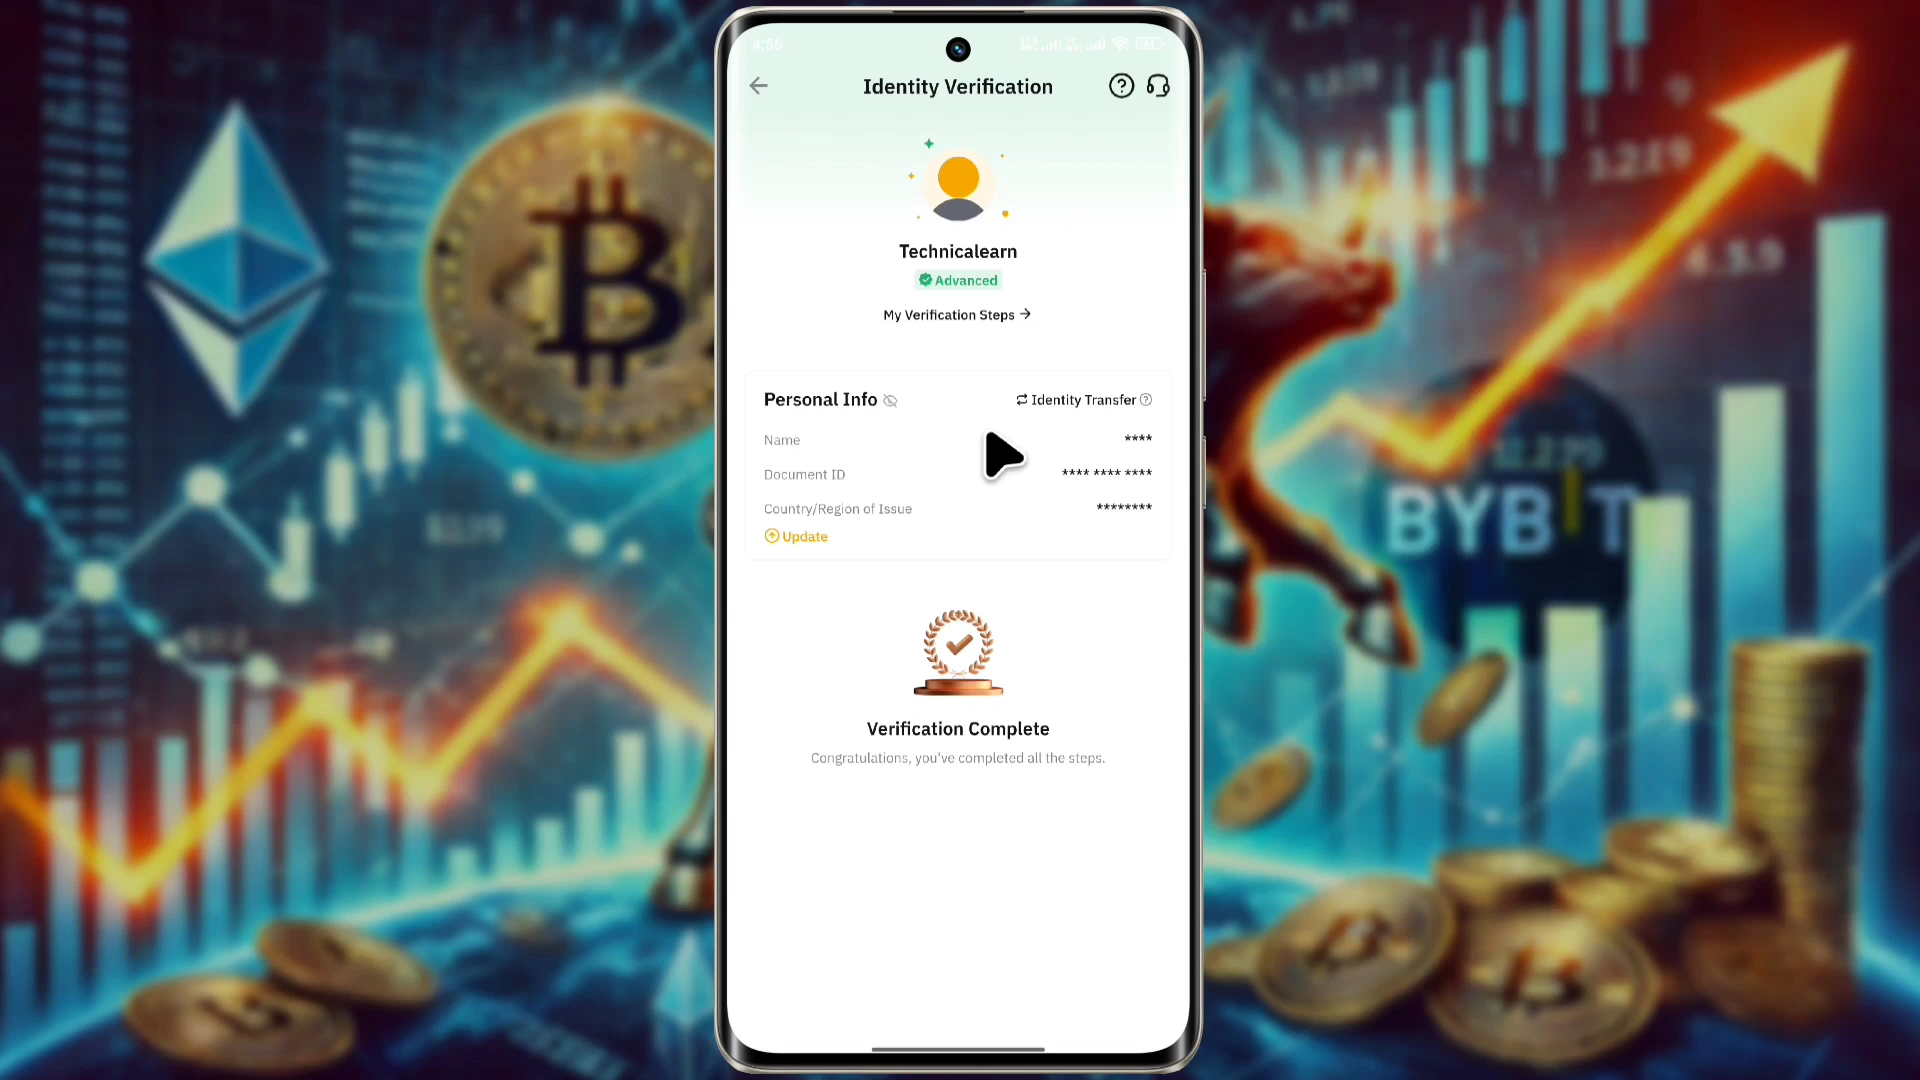 4:56
Identity Verification
Technicalearn
Advanced
My Verification Steps
Personal Info
Identity Transfer
Name
****
Document ID
**** **** ****
Country/Region of Issue
********
Update
Verification Complete
Congratulations, you've completed all the steps.
BYBIT